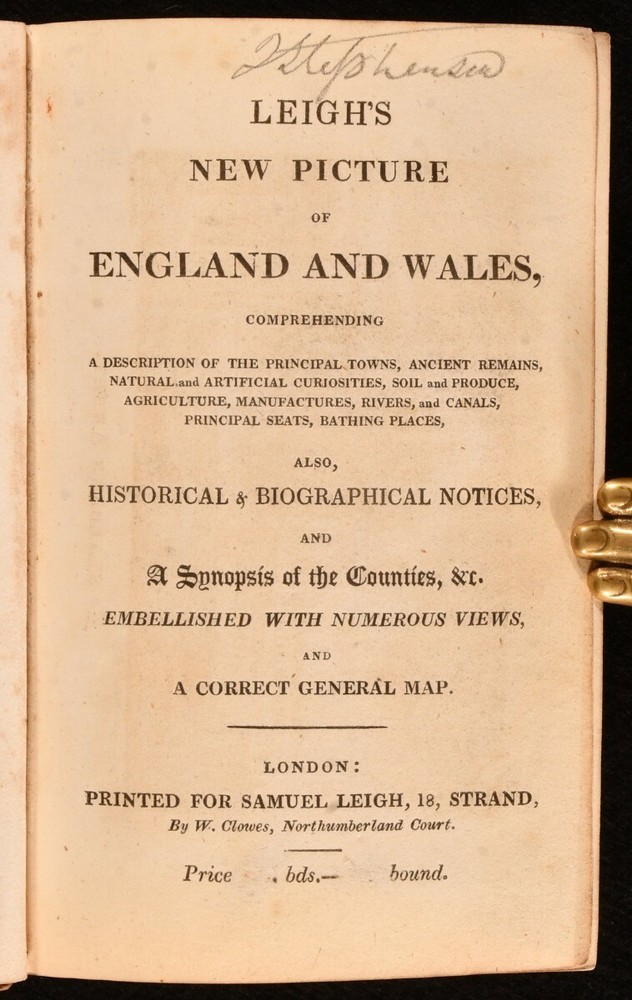 Stephenson
LEIGH'S
NEW PICTURE
OF
ENGLAND AND WALES,
COMPREHENDING
A DESCRIPTION OF THE PRINCIPAL TOWNS, ANCIENT REMAINS,
NATURAL and ARTIFICIAL CURIOSITIES, SOIL and PRODUCE,
AGRICULTURE, MANUFACTURES, RIVERS, and CANALS,
PRINCIPAL SEATS, BATHING PLACES,
ALSO,
HISTORICAL & BIOGRAPHICAL NOTICES,
AND
A Synopsis of the Counties, &c.
EMBELLISHED WITH NUMEROUS VIEWS,
AND
A CORRECT GENERAL MAP.
LONDON:
PRINTED FOR SAMUEL LEIGH, 18, STRAND,
By W. Clowes, Northumberland Court.
Price . bds.— . bound.